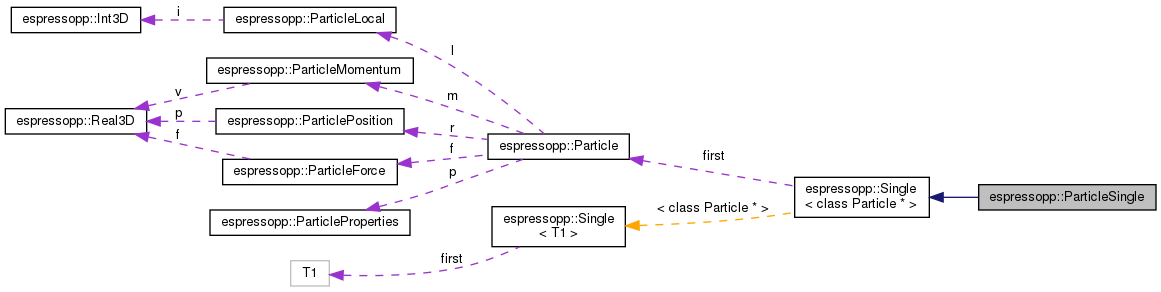 espressopp::Int3D
i
espressopp::ParticleLocal
l
espressopp::ParticleMomentum
v
m
espressopp::Real3D
p
espressopp::ParticlePosition
r
f
espressopp::ParticleForce
f
espressopp::Particle
p
espressopp::ParticleProperties
first
espressopp::Single
< class Particle * >
espressopp::ParticleSingle
< class Particle * >
espressopp::Single
< T1 >
first
T1